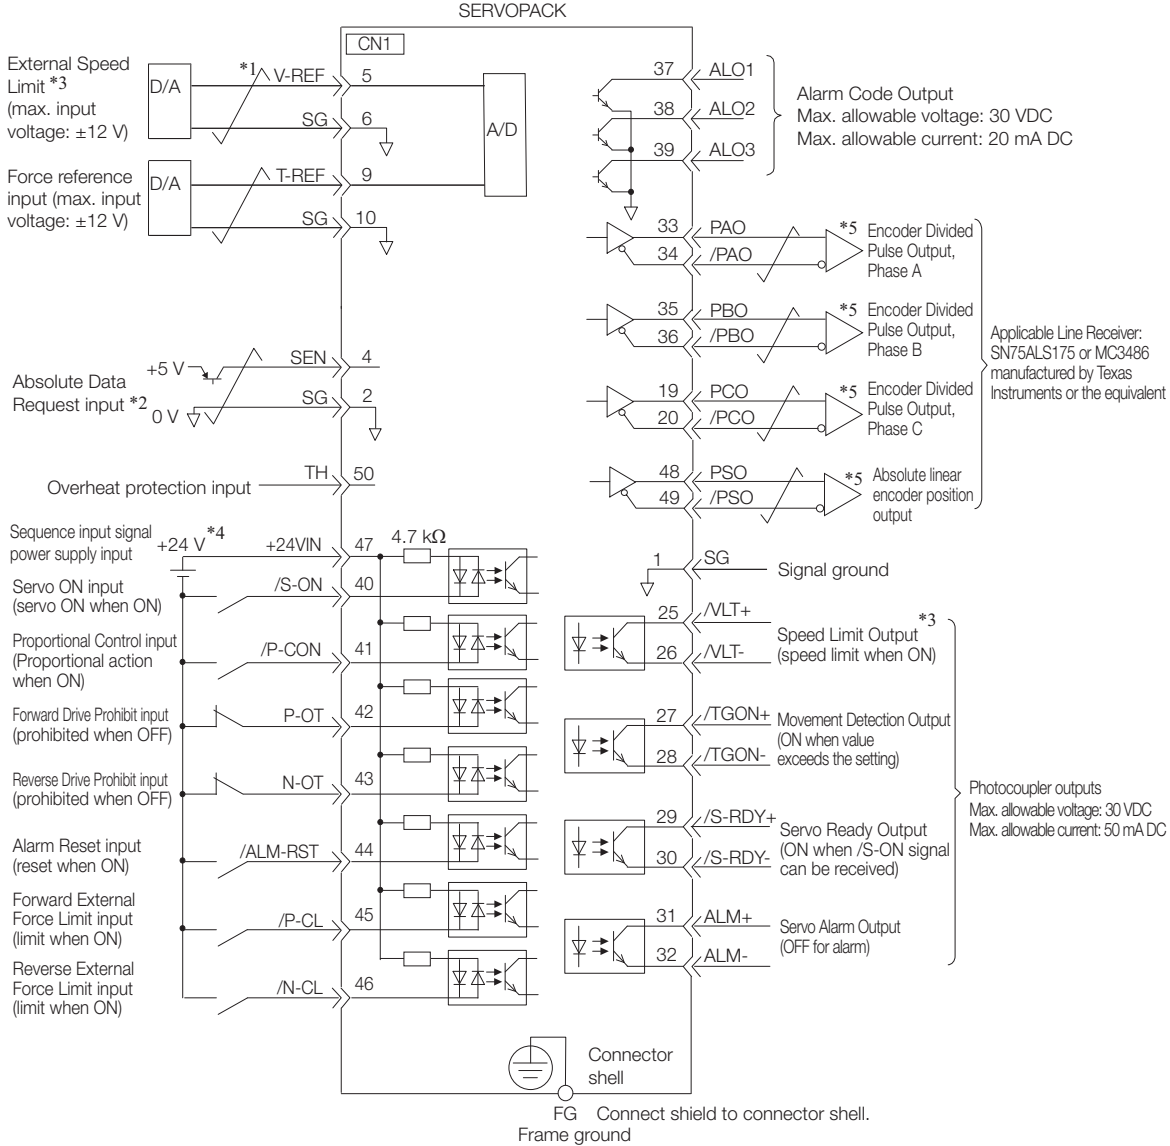 SERVOPACK
CN1
External Speed
Limit *3
(max. input
voltage: ±12 V)
D/A
*1
V-REF
5
SG
6
A/D
Force reference
input (max. input
voltage: ±12 V)
D/A
T-REF
9
SG
10
Absolute Data
Request input *2
+5 V
0 V
SEN
4
SG
2
Overheat protection input
TH
50
Sequence input signal
power supply input
+24 V *4
+24VIN
47
4.7 kΩ
Servo ON input
(servo ON when ON)
/S-ON
40
Proportional Control input
(Proportional action
when ON)
/P-CON
41
Forward Drive Prohibit input
(prohibited when OFF)
P-OT
42
Reverse Drive Prohibit input
(prohibited when OFF)
N-OT
43
Alarm Reset input
(reset when ON)
/ALM-RST
44
Forward External
Force Limit input
(limit when ON)
/P-CL
45
Reverse External
Force Limit input
(limit when ON)
/N-CL
46
37
ALO1
38
ALO2
39
ALO3
Alarm Code Output
Max. allowable voltage: 30 VDC
Max. allowable current: 20 mA DC
33
PAO
34
/PAO
*5
Encoder Divided
Pulse Output,
Phase A
35
PBO
36
/PBO
*5
Encoder Divided
Pulse Output,
Phase B
19
PCO
20
/PCO
*5
Encoder Divided
Pulse Output,
Phase C
48
PSO
49
/PSO
*5
Absolute linear
encoder position
output
Applicable Line Receiver:
SN75ALS175 or MC3486
manufactured by Texas
Instruments or the equivalent
1
SG
Signal ground
25
/VLT+
26
/VLT-
Speed Limit Output *3
(speed limit when ON)
27
/TGON+
28
/TGON-
Movement Detection Output
(ON when value
exceeds the setting)
29
/S-RDY+
30
/S-RDY-
Servo Ready Output
(ON when /S-ON signal
can be received)
31
ALM+
32
ALM-
Servo Alarm Output
(OFF for alarm)
Photocoupler outputs
Max. allowable voltage: 30 VDC
Max. allowable current: 50 mA DC
Connector
shell
FG
Connect shield to connector shell.
Frame ground